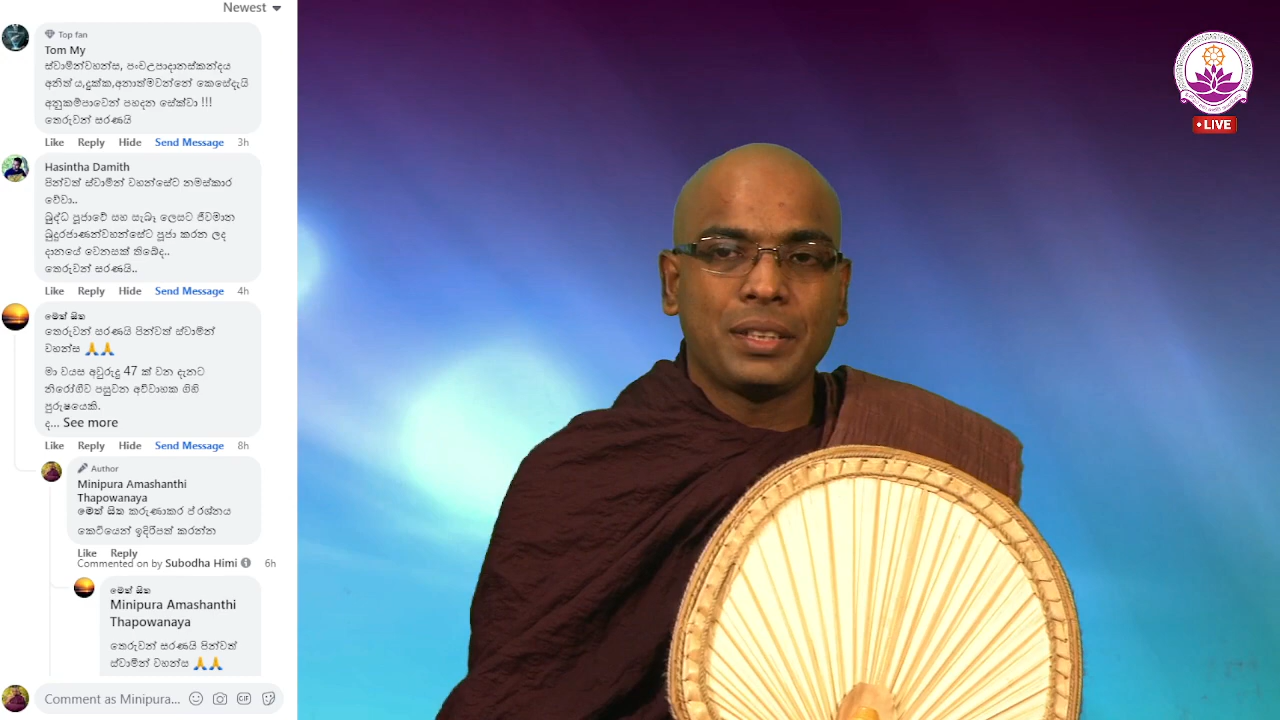 Newest
Top fan
Tom My
ස්වාමින්වහන්ස, පංචඋපාදානස්කන්දය
අනිත් ය,දුක්ක,අනාත්මවන්නේ කෙසේදැයි
අනුකම්පාවෙන් පහදන සේක්වා !!!
තෙරුවන් සරණයි
Like Reply Hide Send Message 3h
Hasintha Damith
පින්වත් ස්වාමින් වහන්සේට නමස්කාර
වේවා..
බුද්ධ පූජාවේ සහ සැබෑ ලෙසට ජීවමාන
බුදුරජාණන්වහන්සේට පූජා කරන ලද
දානයේ වෙනසක් තිබේද..
තෙරුවන් සරණයි..
Like Reply Hide Send Message 4h
මෙත් සිත
තෙරුවන් සරණයි පින්වත් ස්වාමින්
වහන්ස 🙏🙏
මා වයස අවුරුදු 47 ක් වන දැනට
නිරෝගීව පසුවන අවිවාහක ගිහි
පුරුෂයෙකි.
ද... See more
Like Reply Hide Send Message 8h
Author
Minipura Amashanthi
Thapowanaya
මෙත් සිත කරුණාකර ප් රශ්නය
කෙටියෙන් ඉදිරිපත් කරන්න
Like Reply
Commented on by Subodha Himi 6h
මෙත් සිත
Minipura Amashanthi
Thapowanaya
තෙරුවන් සරණයි පින්වත්
ස්වාමින් වහන්ස 🙏🙏
Comment as Minipura...
GIF
LIVE